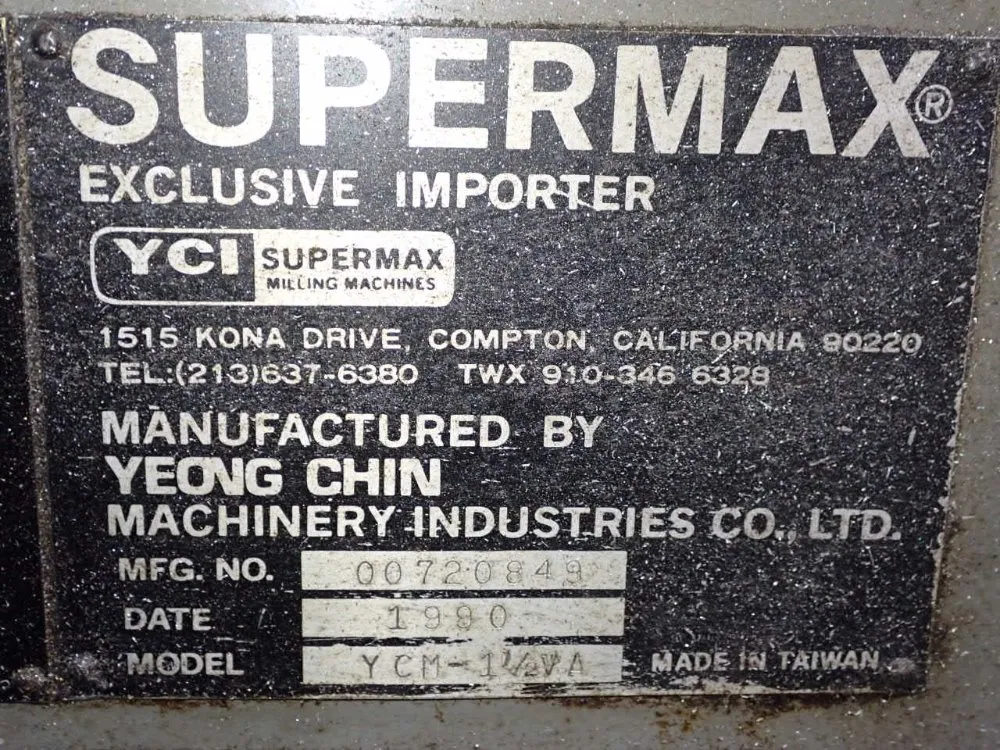 SUPERMAX®
EXCLUSIVE IMPORTER
YCI SUPERMAX
MILLING MACHINES
1515 KONA DRIVE, COMPTON, CALIFORNIA 90220
TEL:(213)637-6380 TWX 910-346 6328
MANUFACTURED BY
YEONG CHIN
MACHINERY INDUSTRIES CO., LTD.
MFG. NO. 00720849
DATE 1990
MODEL YCM-1½VA MADE IN TAIWAN